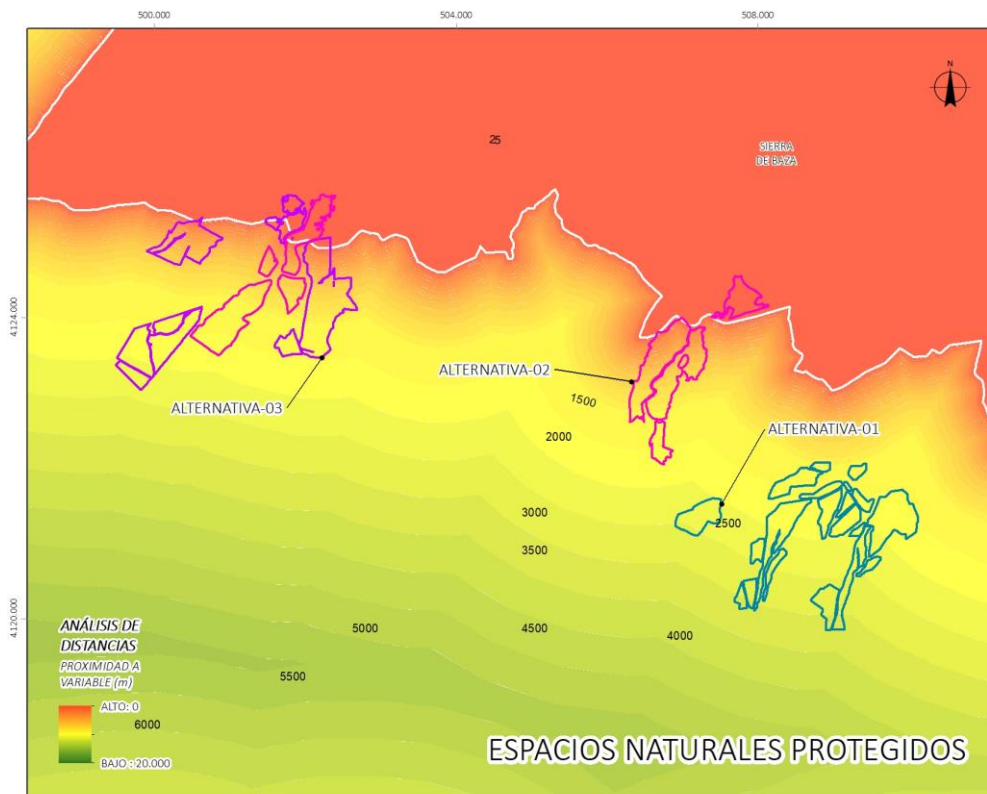 500.000
504.000
508.000
N
25
SIERRA
DE BAZA
4.124.000
ALTERNATIVA-02
ALTERNATIVA-03
1500
ALTERNATIVA-01
2000
3000
2500
3500
4.120.000
ANÁLISIS DE
DISTANCIAS
PROXIMIDAD A
VARIABLE (m)
ALTO: 0
BAJO : 20.000
5000
4500
4000
5500
6000
ESPACIOS NATURALES PROTEGIDOS